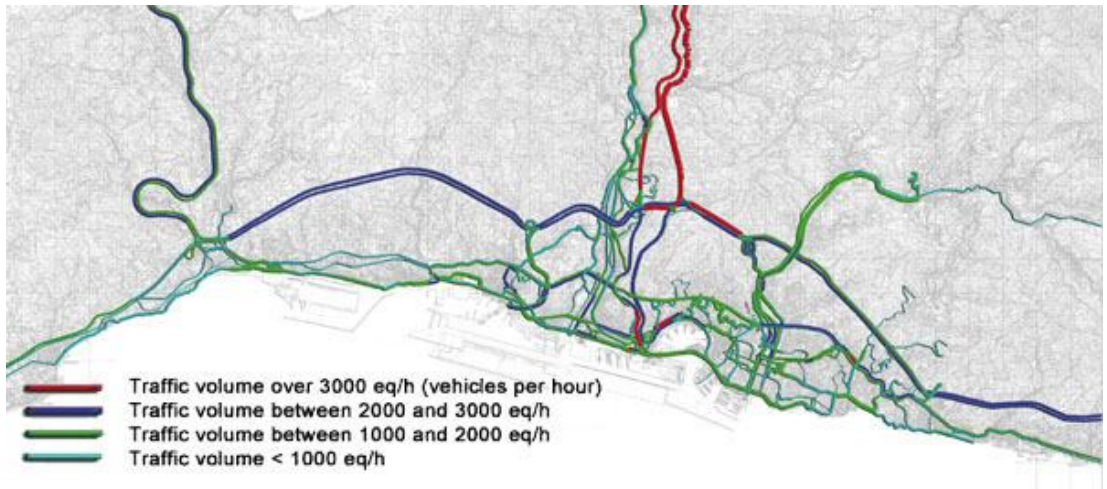 Traffic volume over 3000 eq/h (vehicles per hour)
Traffic volume between 2000 and 3000 eq/h
Traffic volume between 1000 and 2000 eq/h
Traffic volume < 1000 eq/h